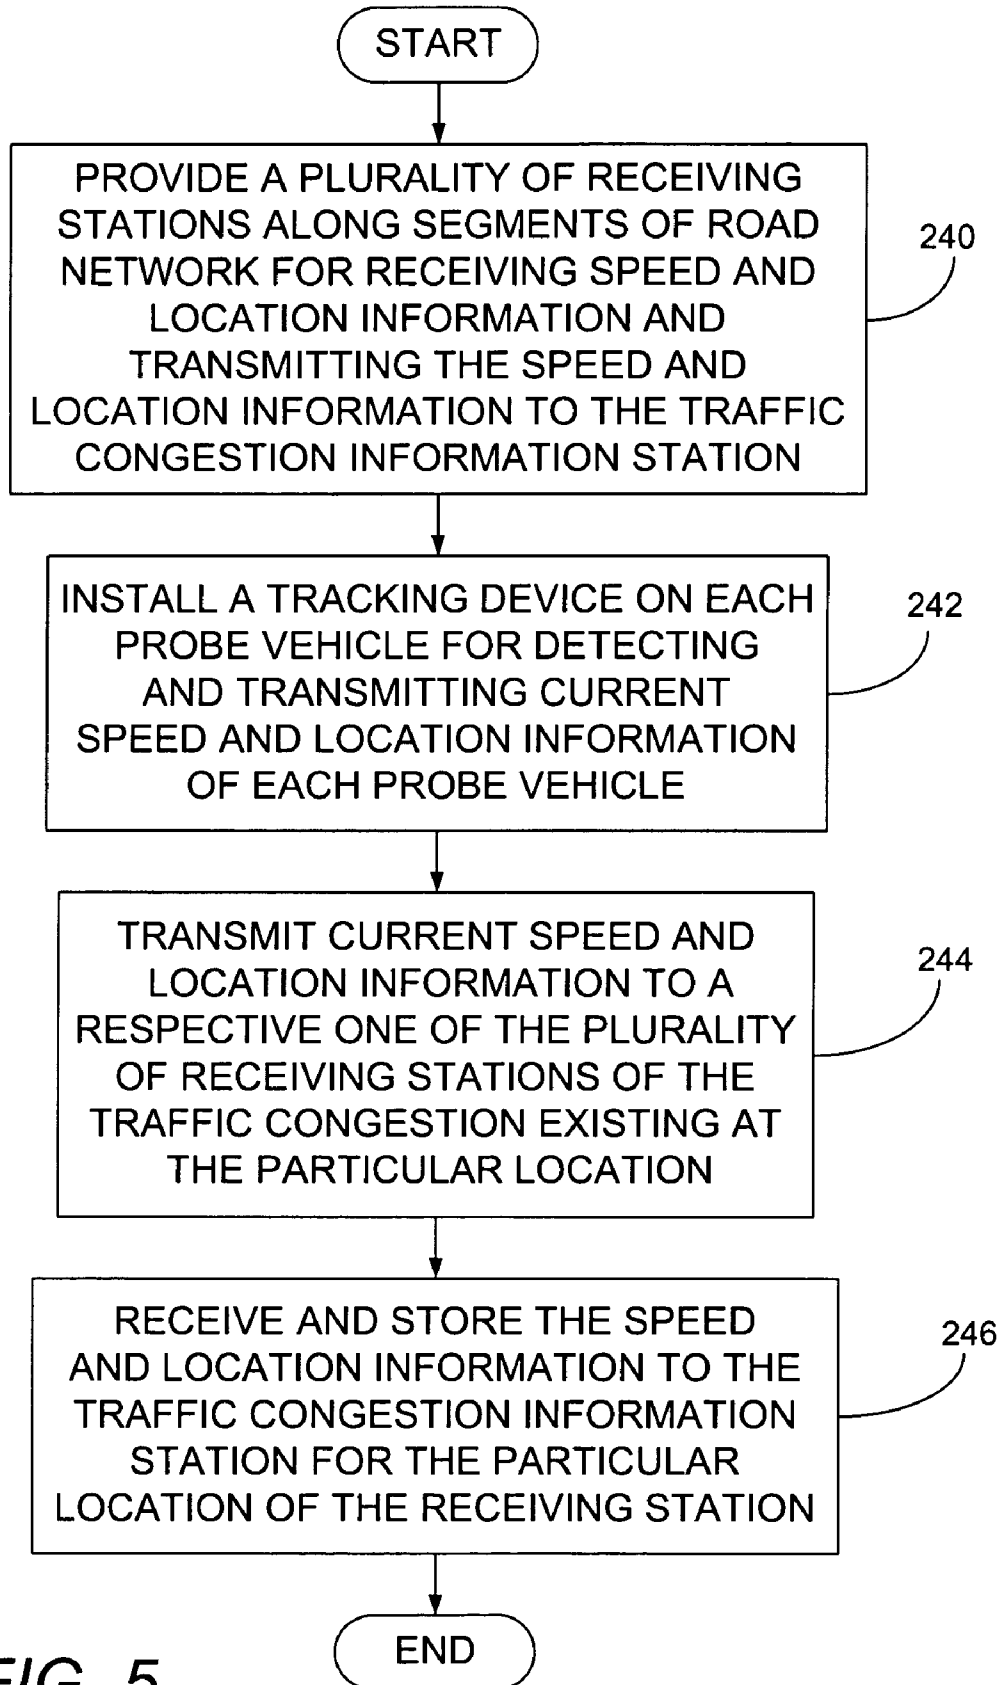 START
PROVIDE A PLURALITY OF RECEIVING
STATIONS ALONG SEGMENTS OF ROAD
NETWORK FOR RECEIVING SPEED AND
LOCATION INFORMATION AND
TRANSMITTING THE SPEED AND
LOCATION INFORMATION TO THE TRAFFIC
CONGESTION INFORMATION STATION
240
INSTALL A TRACKING DEVICE ON EACH
PROBE VEHICLE FOR DETECTING
AND TRANSMITTING CURRENT
SPEED AND LOCATION INFORMATION
OF EACH PROBE VEHICLE
242
TRANSMIT CURRENT SPEED AND
LOCATION INFORMATION TO A
RESPECTIVE ONE OF THE PLURALITY
OF RECEIVING STATIONS OF THE
TRAFFIC CONGESTION EXISTING AT
THE PARTICULAR LOCATION
244
RECEIVE AND STORE THE SPEED
AND LOCATION INFORMATION TO THE
TRAFFIC CONGESTION INFORMATION
STATION FOR THE PARTICULAR
LOCATION OF THE RECEIVING STATION
246
END
FIG. 5